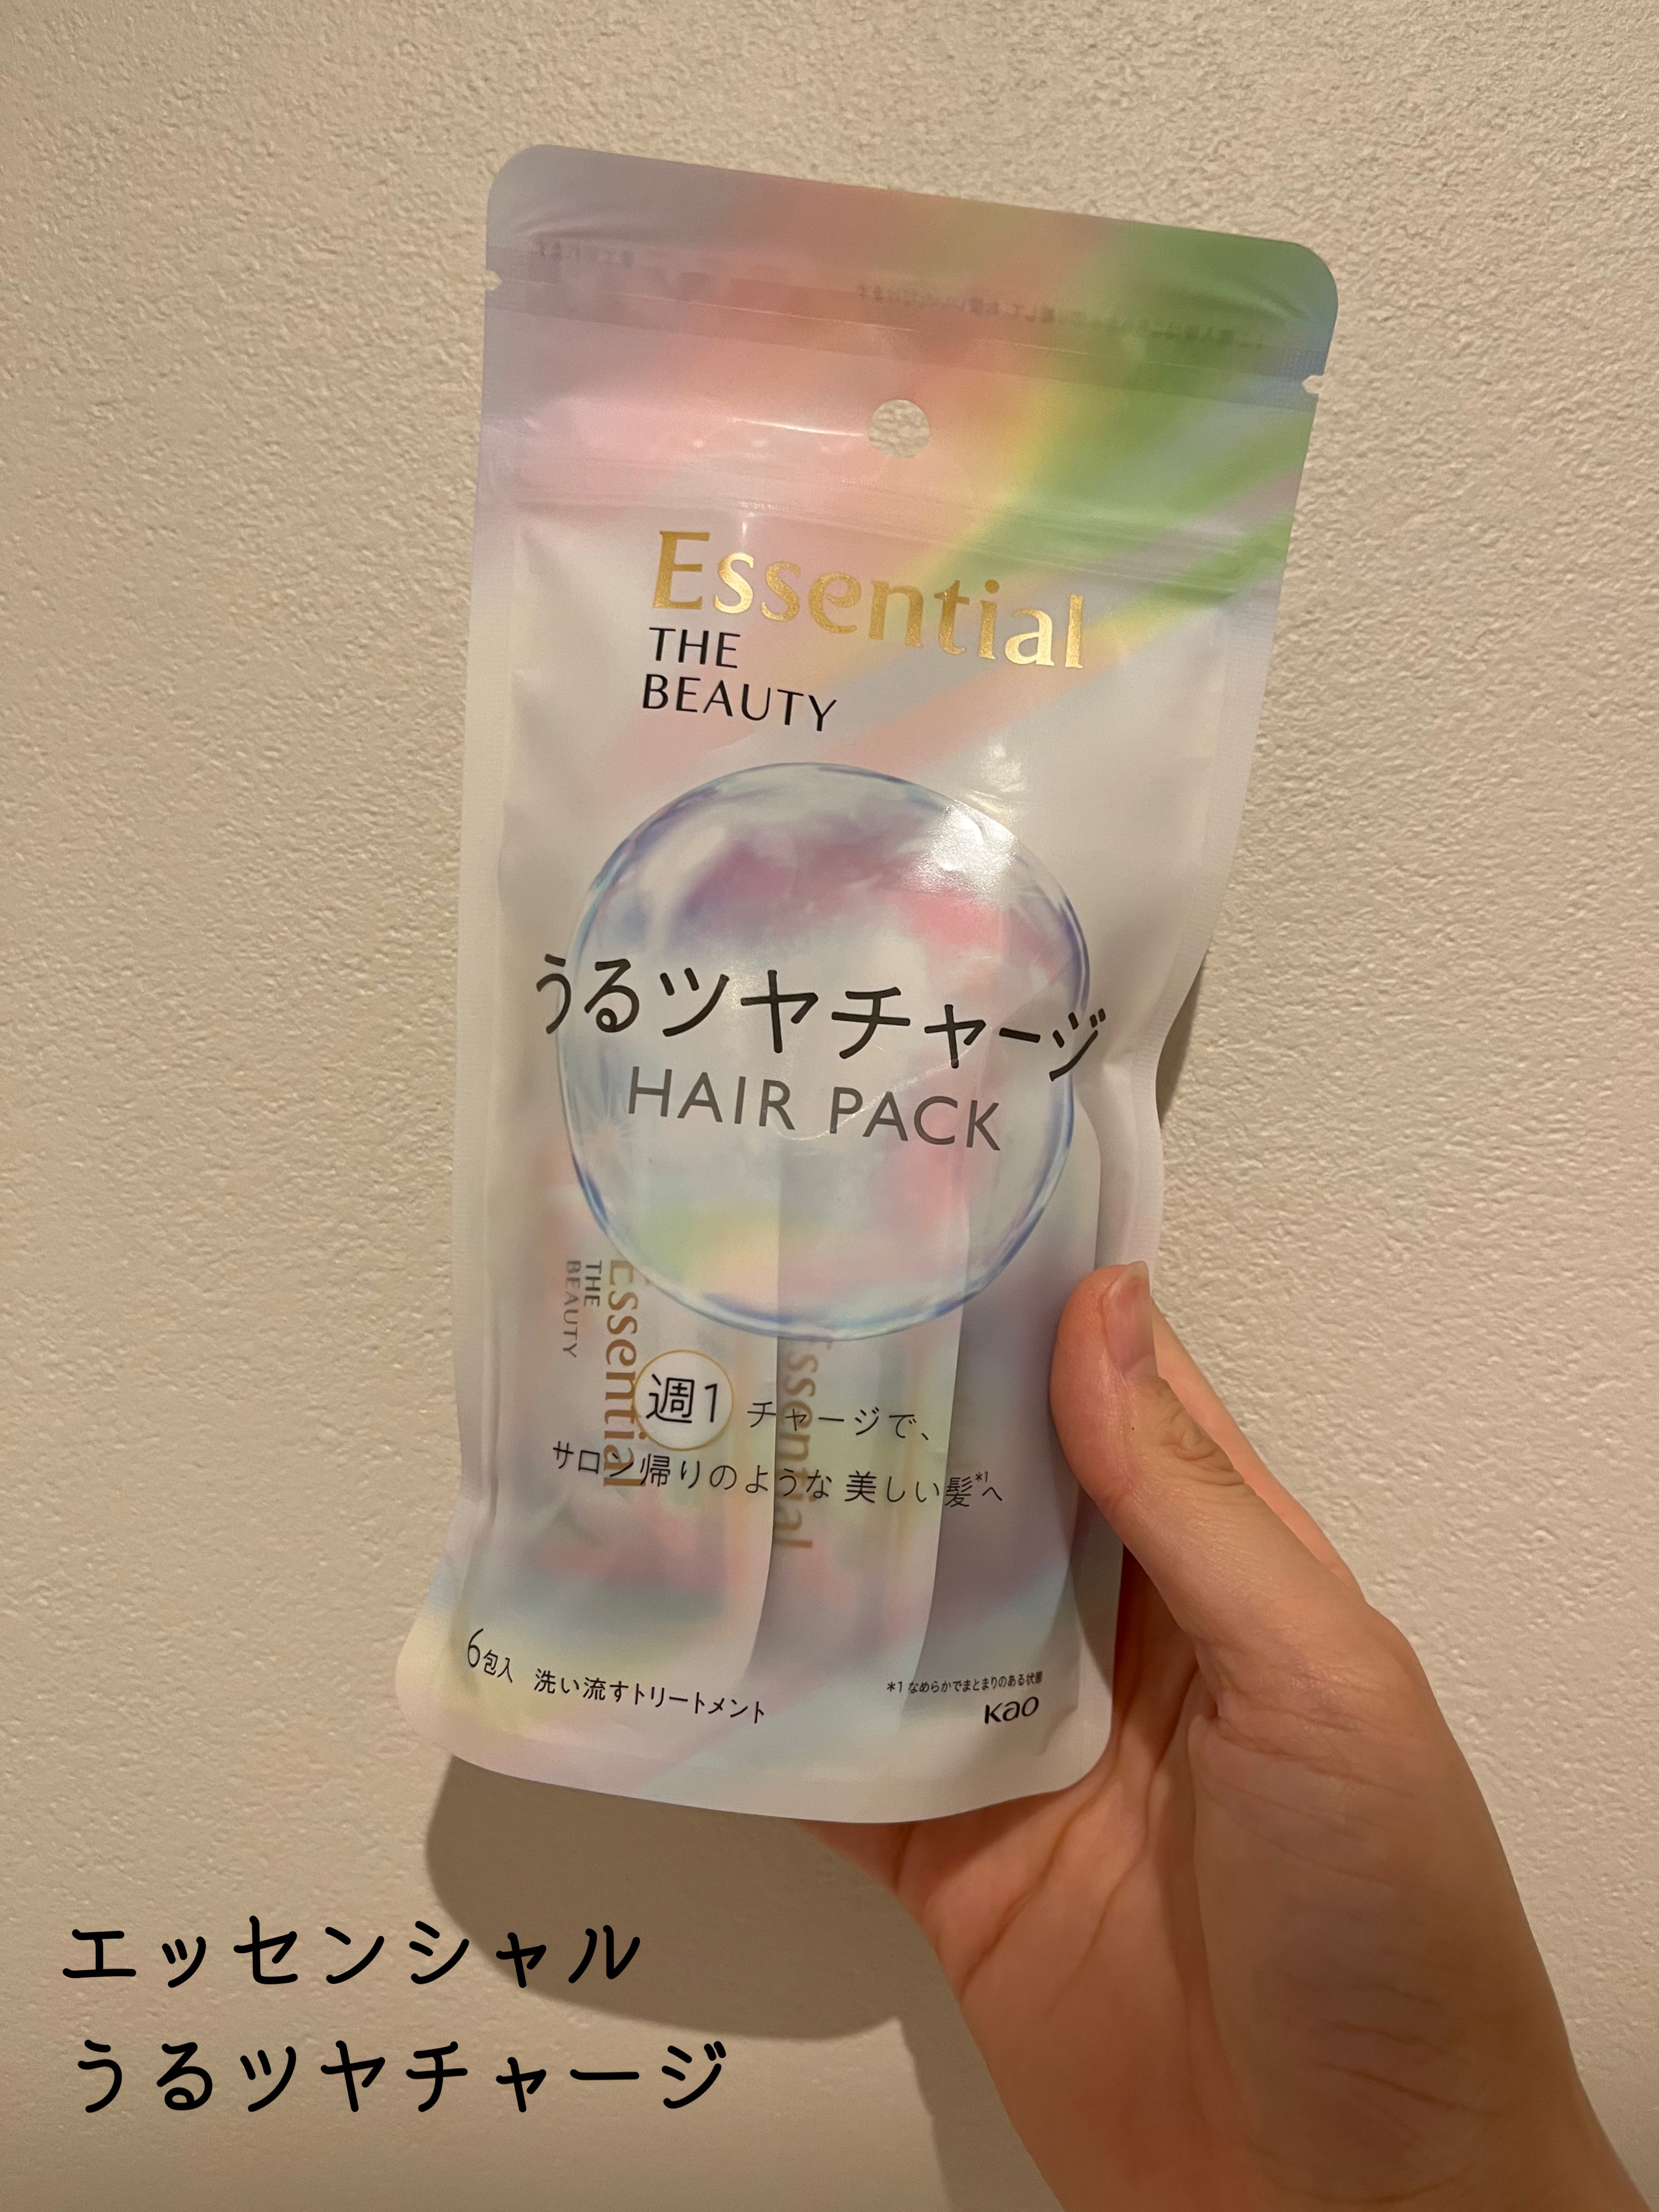 Essential
THE
BEAUTY
うるツヤチャージ
HAIR PACK
Essential
THE
BEAUTY
週1 チャージで、
サロン帰りのような 美しい髪*1へ
6包入 洗い流すトリートメント
*1 なめらかでまとまりのある状態
Kao
エッセンシャル
うるツヤチャージ